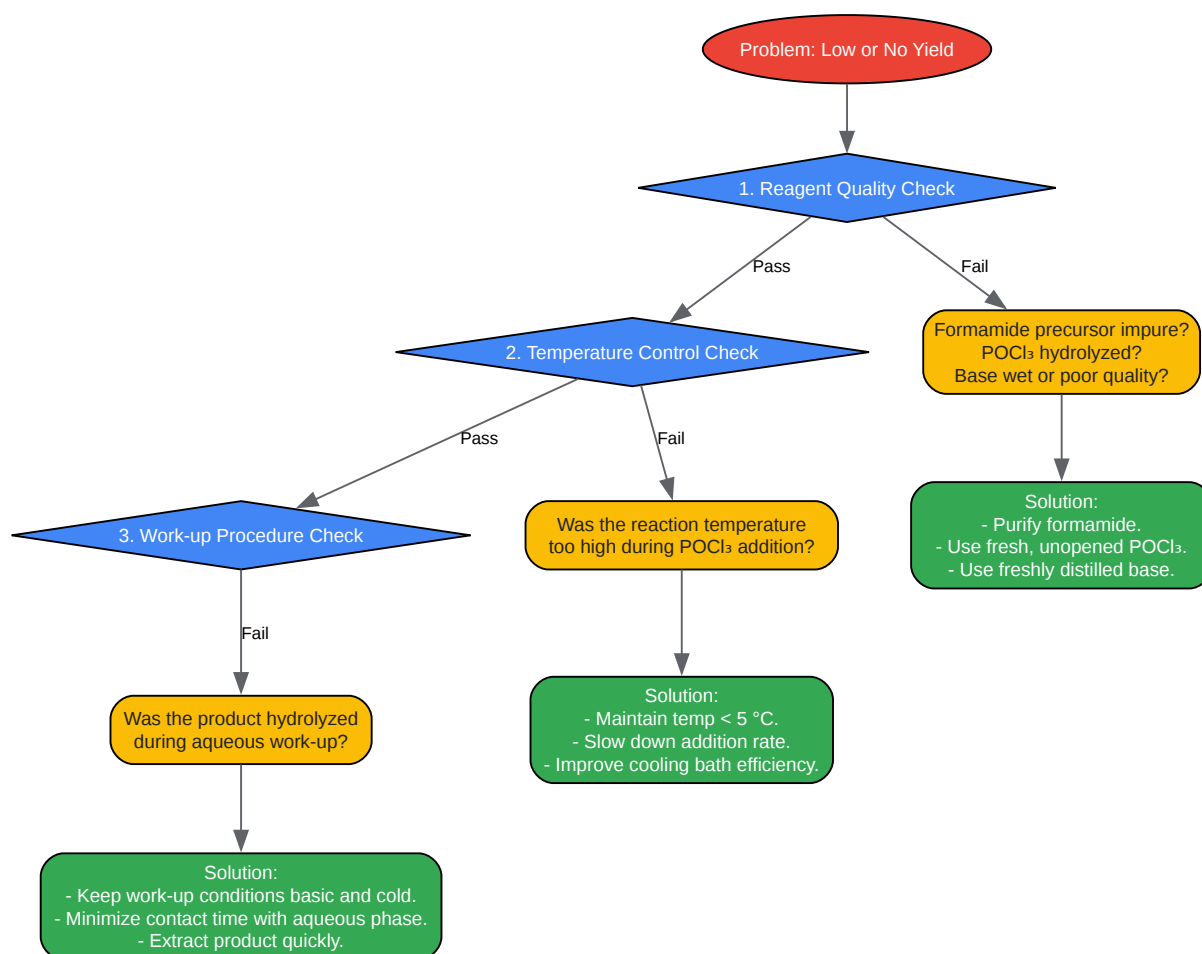 Problem: Low or No Yield
1. Reagent Quality Check
Pass
Fail
2. Temperature Control Check
Formamide precursor impure?
POCl₃ hydrolyzed?
Base wet or poor quality?
Pass
Fail
3. Work-up Procedure Check
Was the reaction temperature
too high during POCl₃ addition?
Solution:
- Purify formamide.
- Use fresh, unopened POCl₃.
- Use freshly distilled base.
Fail
Was the product hydrolyzed
during aqueous work-up?
Solution:
- Maintain temp < 5 °C.
- Slow down addition rate.
- Improve cooling bath efficiency.
Solution:
- Keep work-up conditions basic and cold.
- Minimize contact time with aqueous phase.
- Extract product quickly.